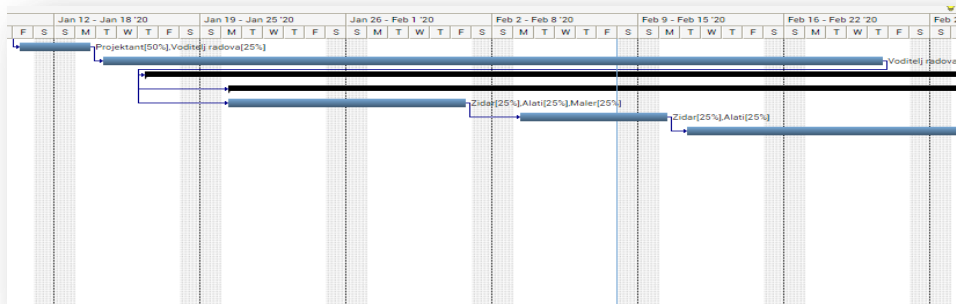 Jan 12 - Jan 18 '20 Jan 19 - Jan 25 '20 Jan 26 - Feb 1 '20 Feb 2 - Feb 8 '20 Feb 9 - Feb 15 '20 Feb 16 - Feb 22 '20 Feb 2
F S S M T W T F S S M T W T F S S M T W T F S S M T W T F S S M T W T F S S M T W T F S S
Projektant[50%],Voditelj radova[25%]
Voditelj radova
Zidar[25%],Alati[25%],Maler[25%]
Zidar[25%],Alati[25%]